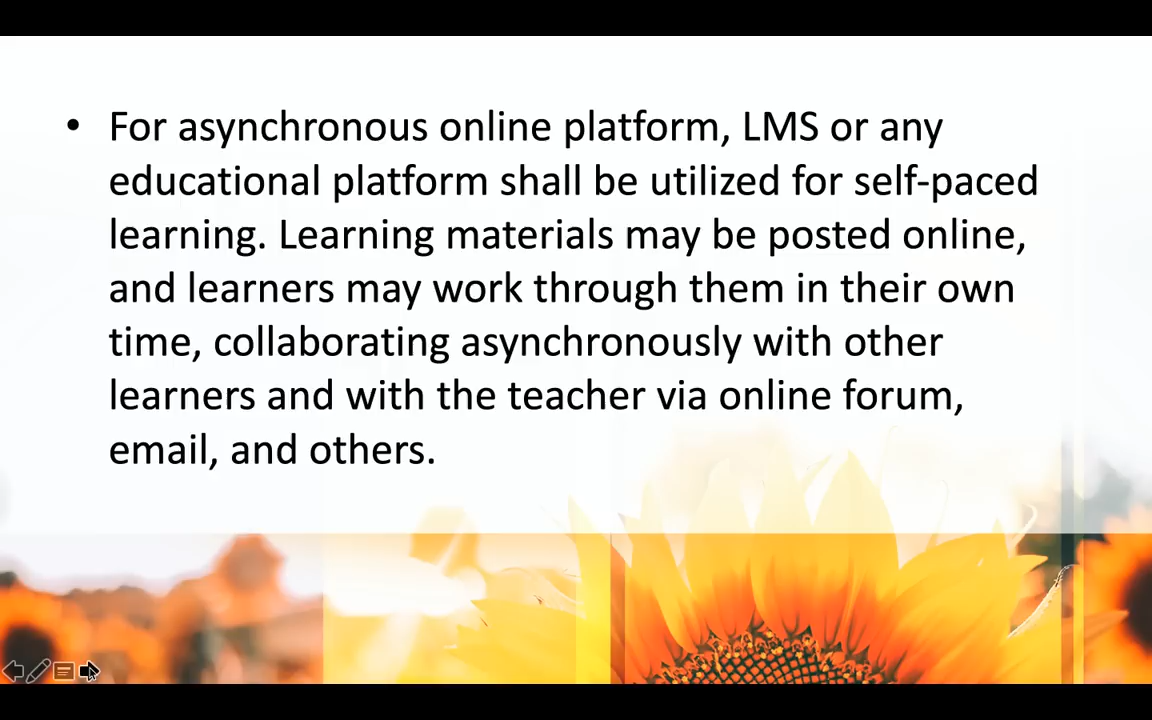 • For asynchronous online platform, LMS or any
educational platform shall be utilized for self-paced
learning. Learning materials may be posted online,
and learners may work through them in their own
time, collaborating asynchronously with other
learners and with the teacher via online forum,
email, and others.